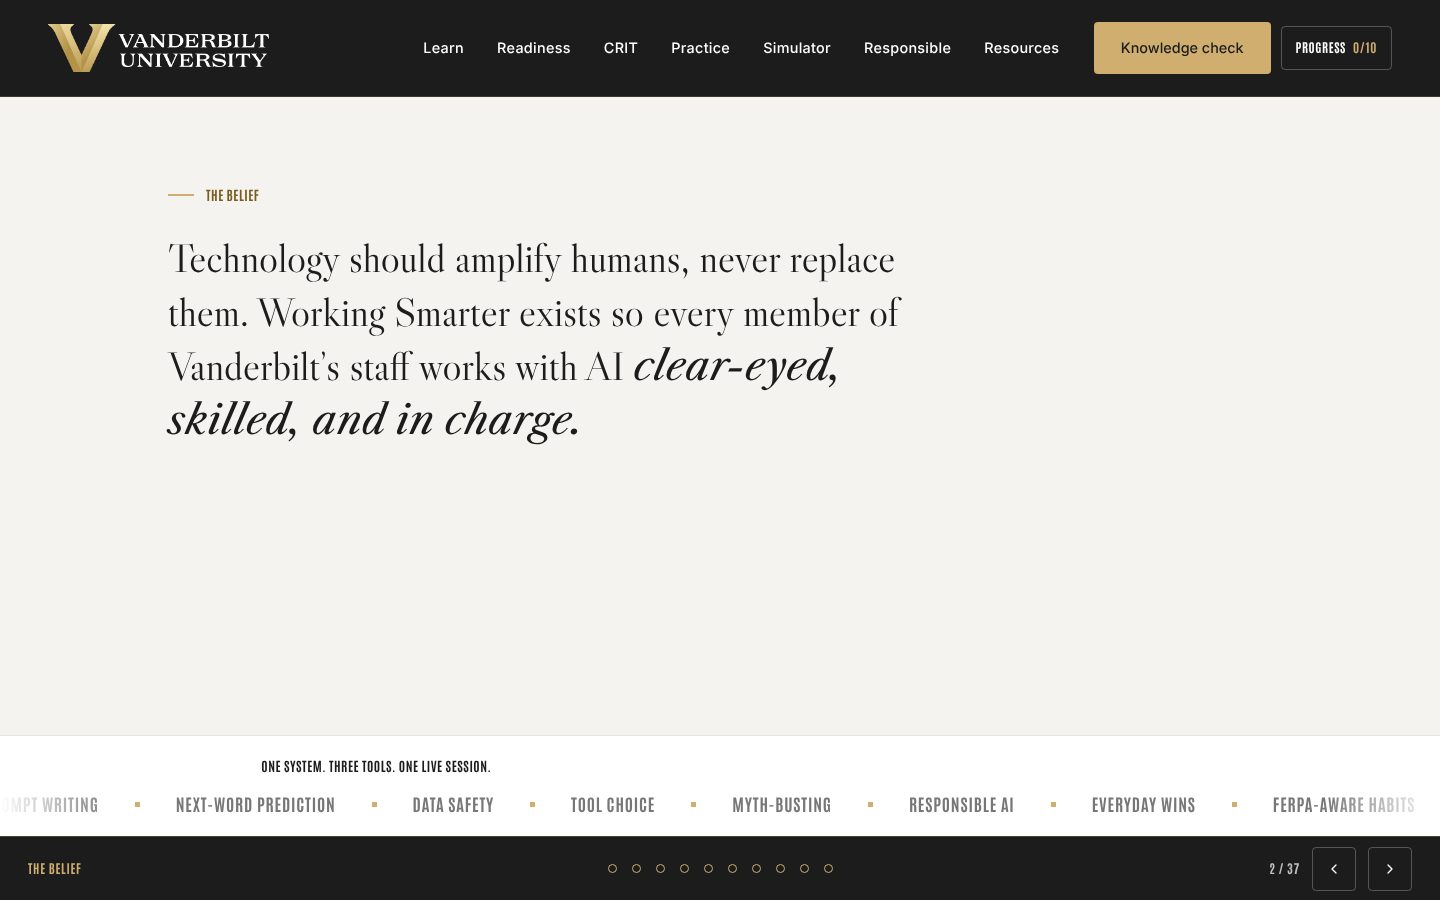 VANDERBILT
UNIVERSITY
Learn Readiness CRIT Practice Simulator Responsible Resources Knowledge check PROGRESS 0/10
THE BELIEF
Technology should amplify humans, never replace
them. Working Smarter exists so every member of
Vanderbilt’s staff works with AI clear-eyed,
skilled, and in charge.
ONE SYSTEM. THREE TOOLS. ONE LIVE SESSION.
OMPT WRITING NEXT-WORD PREDICTION DATA SAFETY TOOL CHOICE MYTH-BUSTING RESPONSIBLE AI EVERYDAY WINS FERPA-AWARE HABITS
THE BELIEF 2 / 37